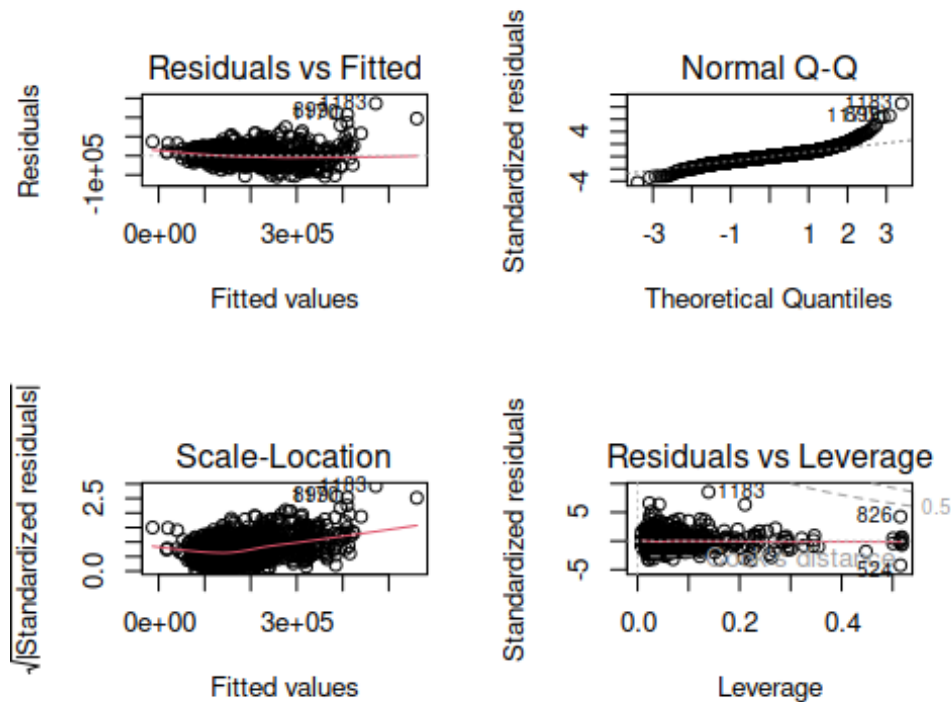 Residuals vs Fitted
Residuals
1183
-1e+05
0e+00 3e+05
Fitted values
Normal Q-Q
Standardized residuals
1183
4
-4
-3 -1 1 2 3
Theoretical Quantiles
Scale-Location
√|Standardized residuals|
1183
2.5
0.0
0e+00 3e+05
Fitted values
Residuals vs Leverage
Standardized residuals
1183
0.5
826
5
-5
Cook's distance
524
0.0 0.2 0.4
Leverage